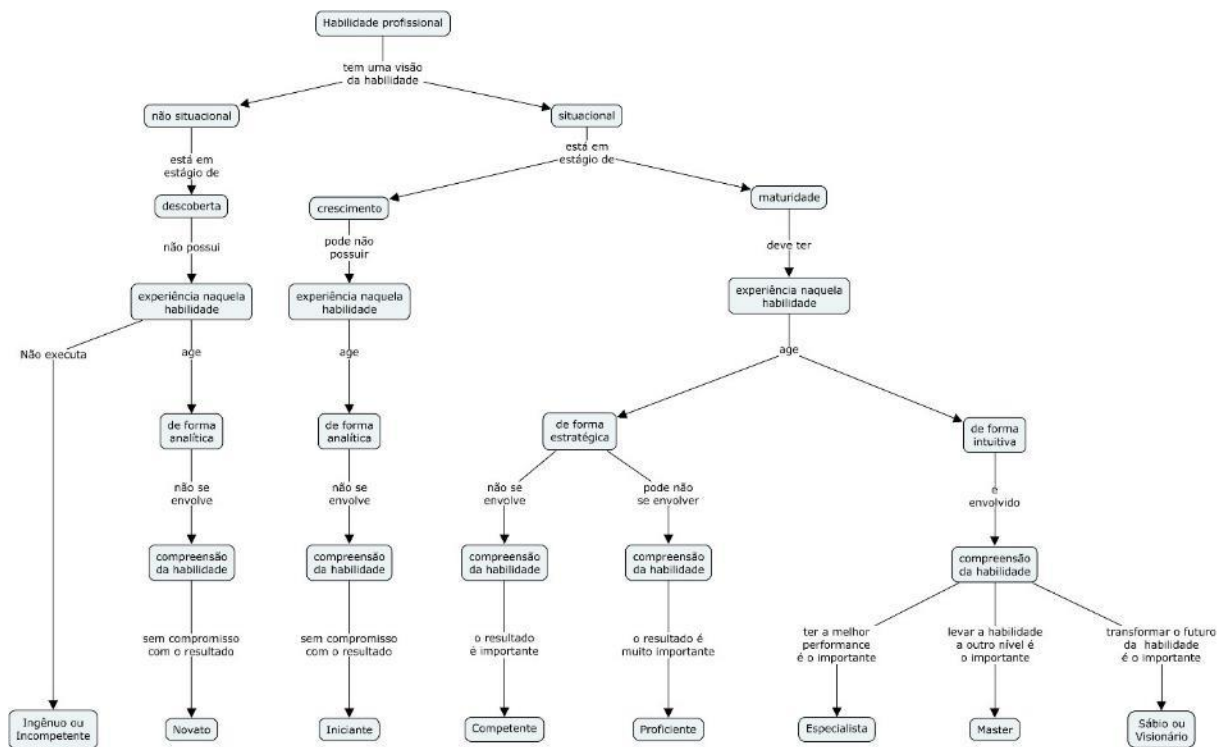 Habilidade profissional
tem uma visão
da habilidade
não situacional
situacional
está em
estágio de
está em
estágio de
descoberta
crescimento
maturidade
não possui
pode não
possuir
deve ter
experiência naquela
habilidade
experiência naquela
habilidade
experiência naquela
habilidade
Não executa
age
age
age
de forma
analítica
de forma
analítica
de forma
estratégica
de forma
intuitiva
não se
envolve
não se
envolve
não se
envolve
pode não
se envolver
é
envolvido
compreensão
da habilidade
compreensão
da habilidade
compreensão
da habilidade
compreensão
da habilidade
compreensão
da habilidade
sem compromisso
com o resultado
sem compromisso
com o resultado
o resultado
é importante
o resultado é
muito importante
ter a melhor
performance
é o importante
levar a habilidade
a outro nível é
o importante
transformar o futuro
da habilidade
é o importante
Ingênuo ou
Incompetente
Novato
Iniciante
Competente
Proficiente
Especialista
Master
Sábio ou
Visionário